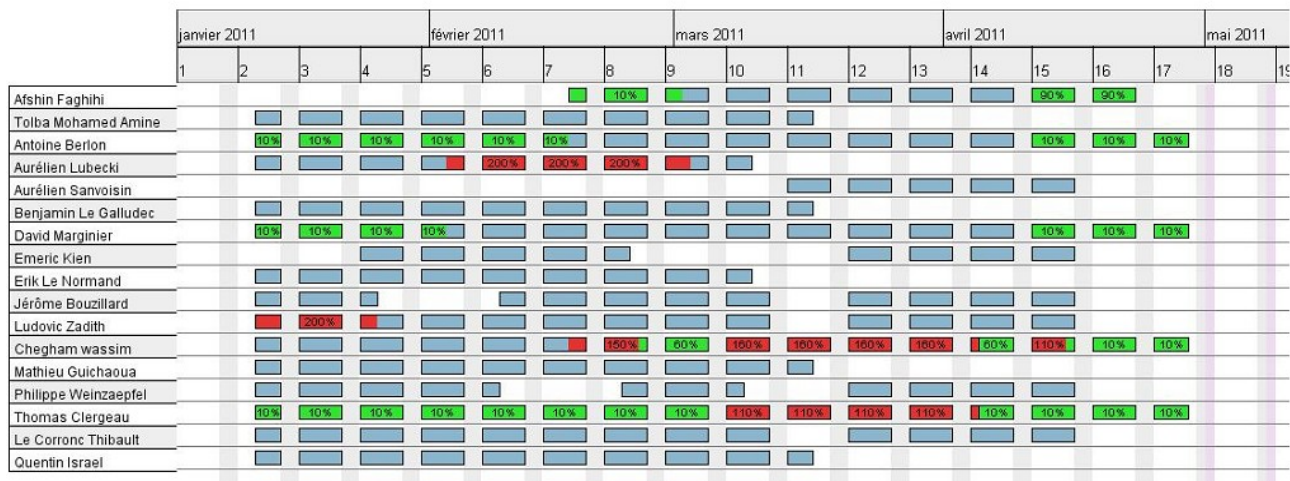 janvier 2011 février 2011 mars 2011 avril 2011 mai 2011
1 2 3 4 5 6 7 8 9 10 11 12 13 14 15 16 17 18 19
Afshin Faghihi 10% 90% 90%
Tolba Mohamed Amine
Antoine Berlon 10% 10% 10% 10% 10% 10% 10% 10% 10%
Aurélien Lubecki 200% 200% 200%
Aurélien Sanvoisin
Benjamin Le Galludec
David Marginier 10% 10% 10% 10% 10% 10% 10%
Emeric Kien
Erik Le Normand
Jérôme Bouzillard
Ludovic Zadith 200%
Chegham wassim 150% 60% 160% 160% 160% 160% 60% 110% 10% 10%
Mathieu Guichaoua
Philippe Weinzaepfel
Thomas Clergeau 10% 10% 10% 10% 10% 10% 10% 10% 110% 110% 110% 110% 10% 10% 10% 10%
Le Corronc Thibault
Quentin Israel